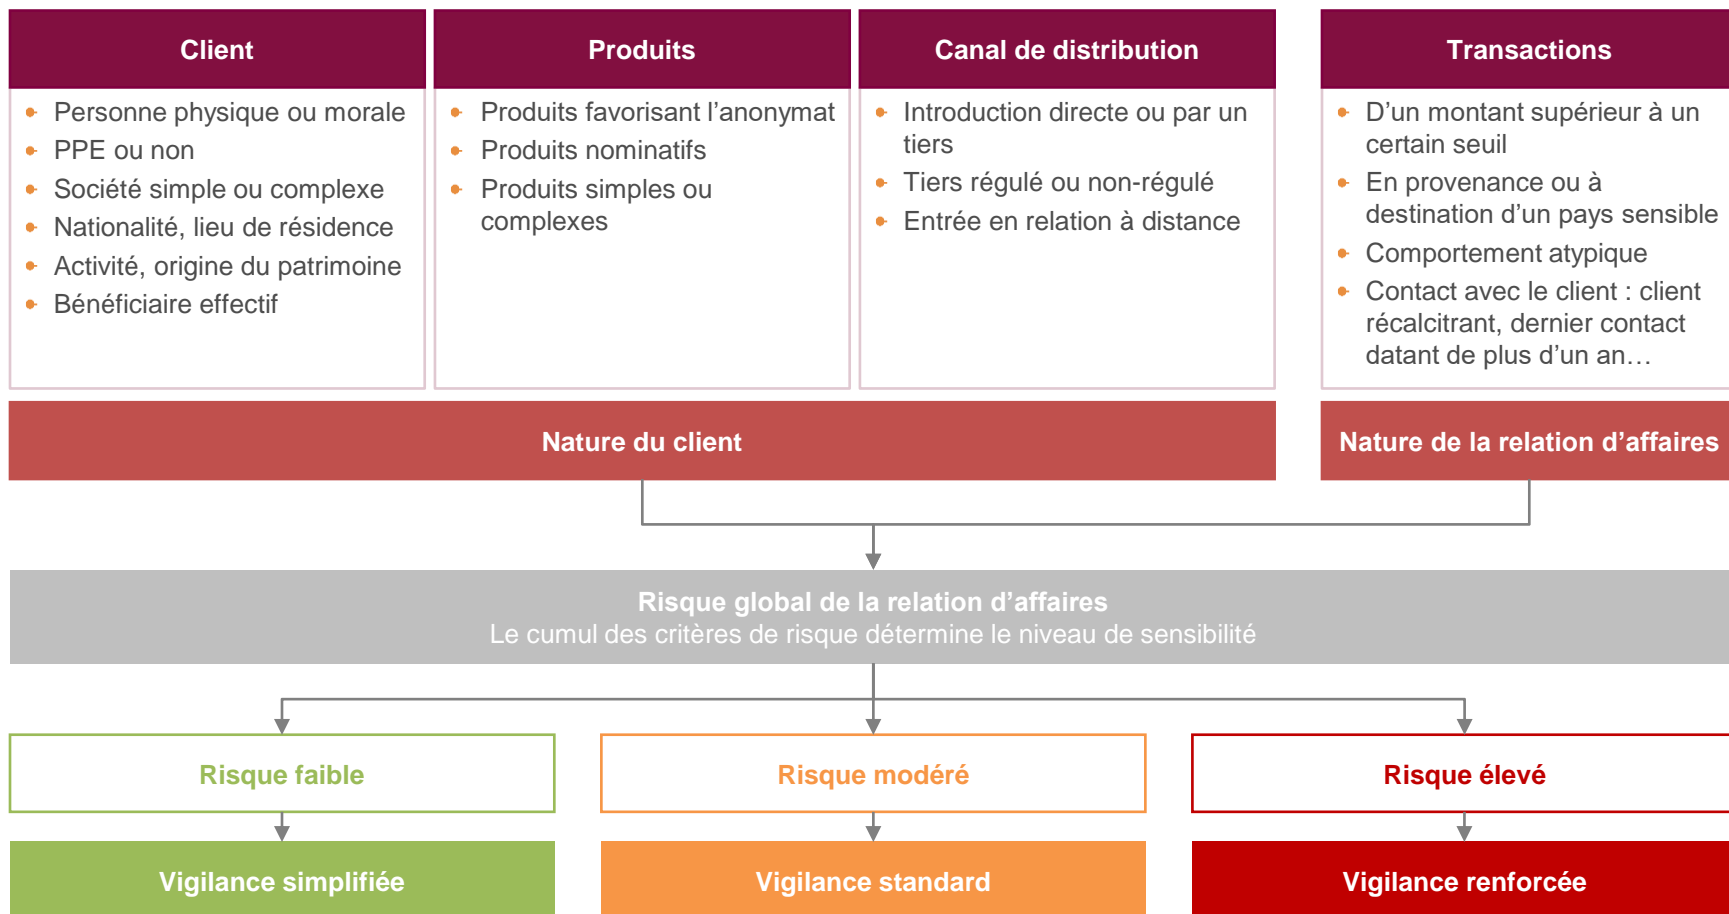 Client
Personne physique ou morale
PPE ou non
Société simple ou complexe
Nationalité, lieu de résidence
Activité, origine du patrimoine
Bénéficiaire effectif
Produits
Produits favorisant l’anonymat
Produits nominatifs
Produits simples ou
complexes
Canal de distribution
Introduction directe ou par un
tiers
Tiers régulé ou non-régulé
Entrée en relation à distance
Transactions
D’un montant supérieur à un
certain seuil
En provenance ou à
destination d’un pays sensible
Comportement atypique
Contact avec le client : client
récalcitrant, dernier contact
datant de plus d’un an…
Nature du client
Nature de la relation d’affaires
Risque global de la relation d’affaires
Le cumul des critères de risque détermine le niveau de sensibilité
Risque faible
Risque modéré
Risque élevé
Vigilance simplifiée
Vigilance standard
Vigilance renforcée